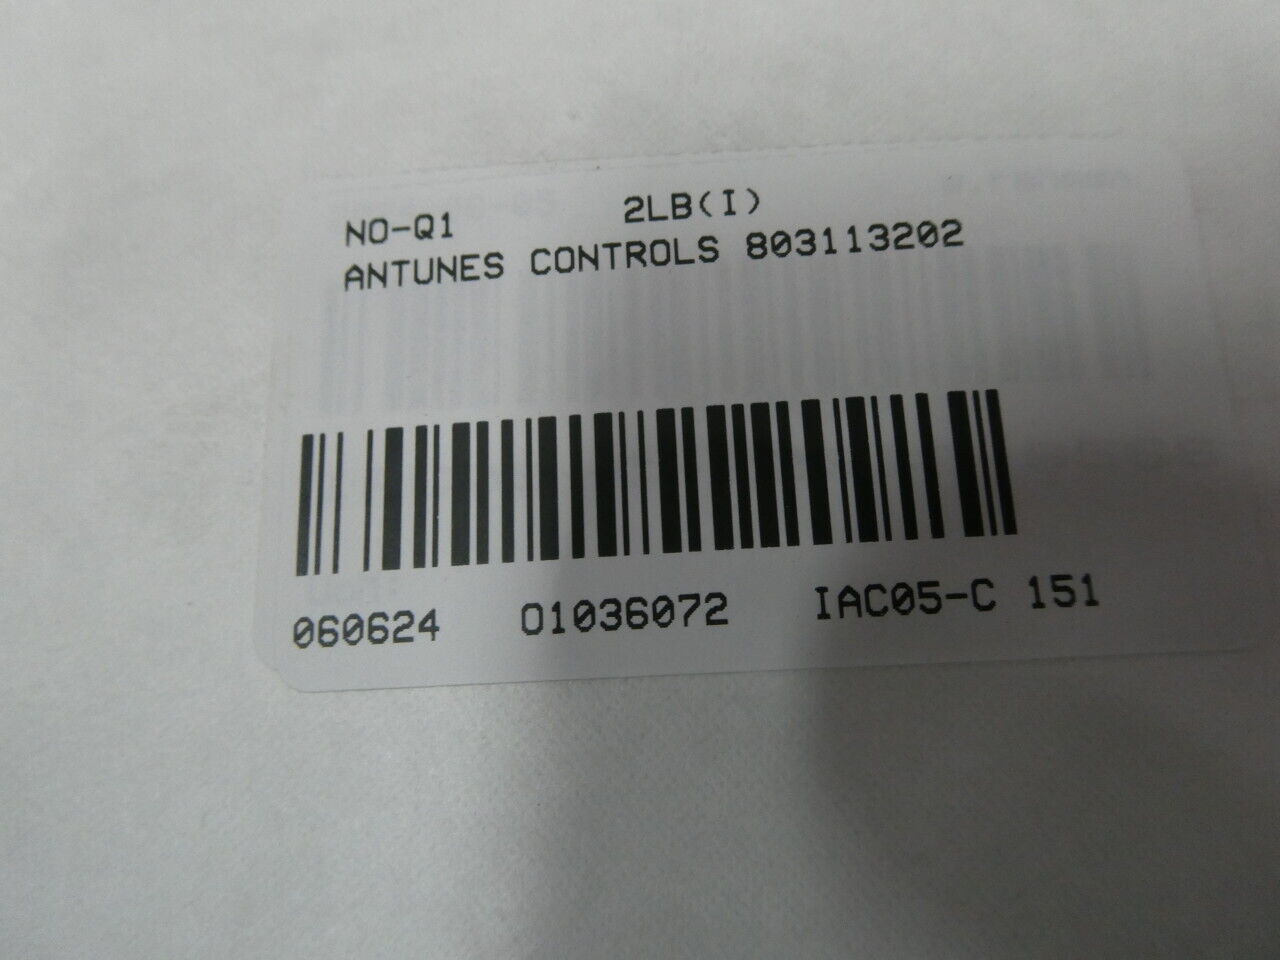 NO-Q1 2LB(I)
ANTUNES CONTROLS 803113202
060624 01036072 IAC05-C 151